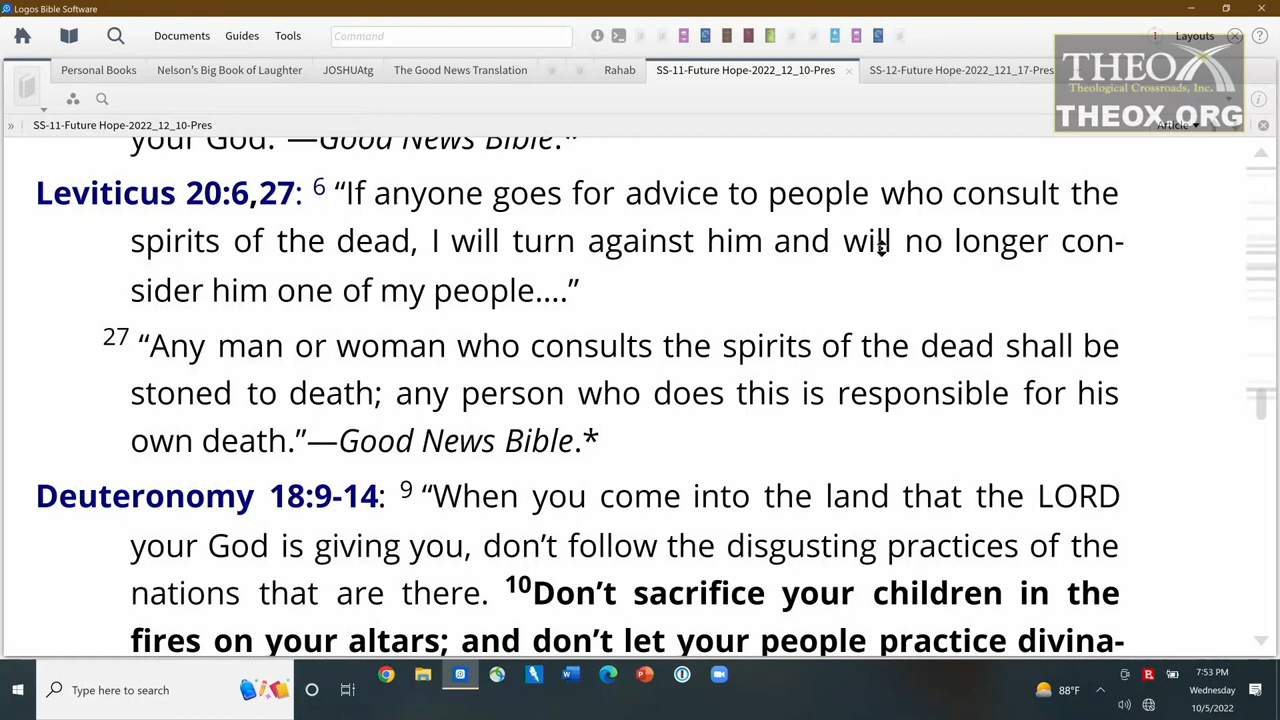 Logos Bible Software
Documents Guides Tools Command Layouts
THEOX
Theological Crossroads, Inc.
THEOX.ORG
Personal Books Nelson's Big Book of Laughter JOSHUAtg The Good News Translation Rahab SS-11-Future Hope-2022_12_10-Pres SS-12-Future Hope-2022_121_17-Pres
SS-11-Future Hope-2022_12_10-Pres Article
your God." —Good News Bible.*
Leviticus 20:6,27: 6 “If anyone goes for advice to people who consult the
spirits of the dead, I will turn against him and will no longer con-
sider him one of my people....”
27 “Any man or woman who consults the spirits of the dead shall be
stoned to death; any person who does this is responsible for his
own death.”—Good News Bible.*
Deuteronomy 18:9-14: 9 “When you come into the land that the LORD
your God is giving you, don’t follow the disgusting practices of the
nations that are there. 10Don’t sacrifice your children in the
fires on your altars; and don’t let your people practice divina-
Type here to search
88°F
7:53 PM
Wednesday
10/5/2022